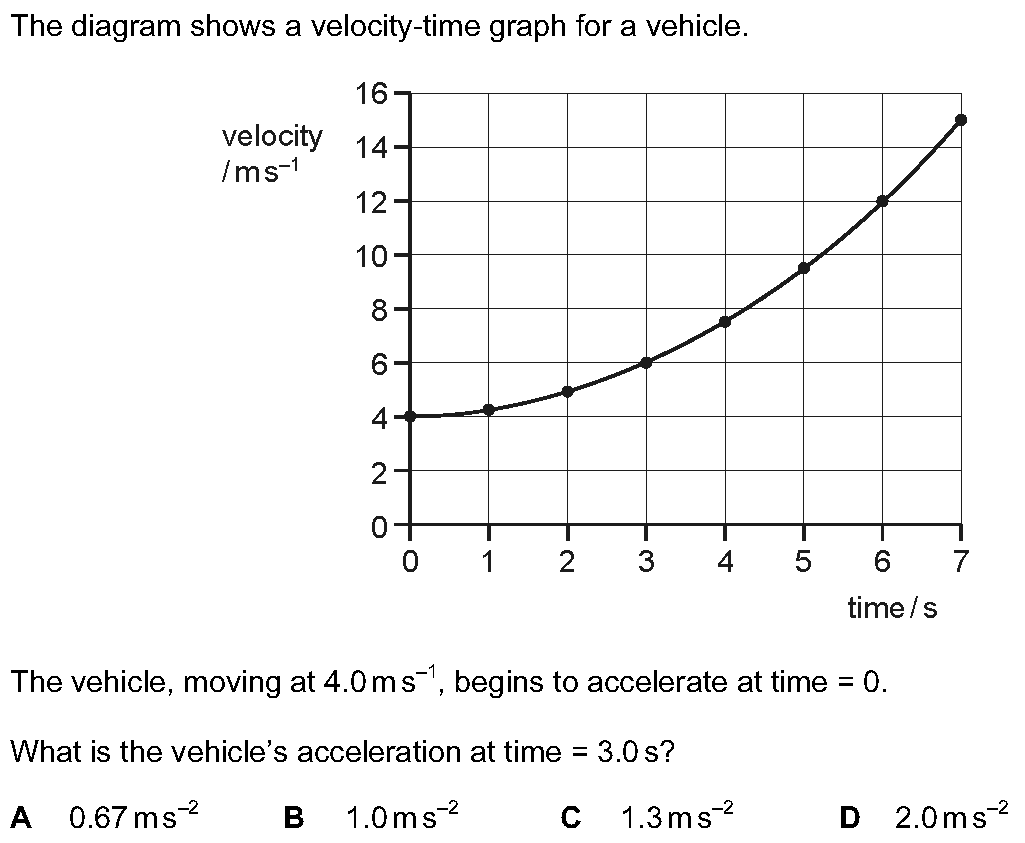 The diagram shows a velocity-time graph for a vehicle.
velocity
/ m s⁻¹
16
14
12
10
8
6
4
2
0
0 1 2 3 4 5 6 7
time / s
The vehicle, moving at 4.0 m s⁻¹, begins to accelerate at time = 0.
What is the vehicle’s acceleration at time = 3.0 s?
A 0.67 m s⁻² B 1.0 m s⁻² C 1.3 m s⁻² D 2.0 m s⁻²